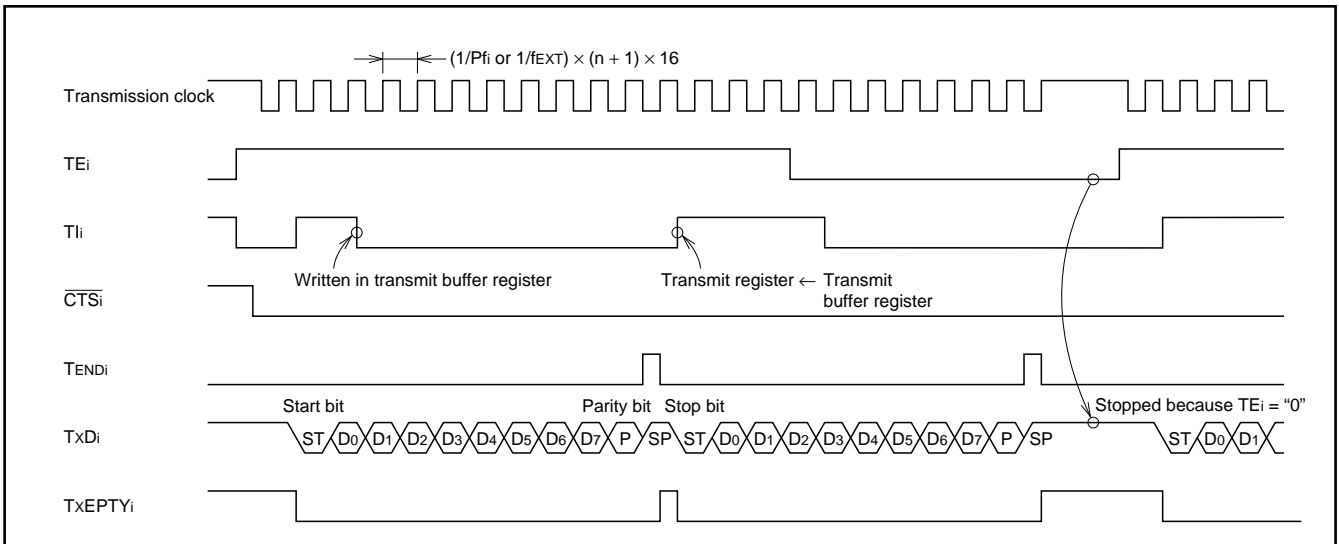 (1/Pfi or 1/fEXT) × (n + 1) × 16
Transmission clock
TEi
TIi
Written in transmit buffer register
Transmit register ← Transmit
buffer register
CTSi
TENDi
Start bit
Parity bit
Stop bit
Stopped because TEi = “0”
TXDi
ST D0 D1 D2 D3 D4 D5 D6 D7 P SP ST D0 D1 D2 D3 D4 D5 D6 D7 P SP ST D0 D1
TXEPTYi